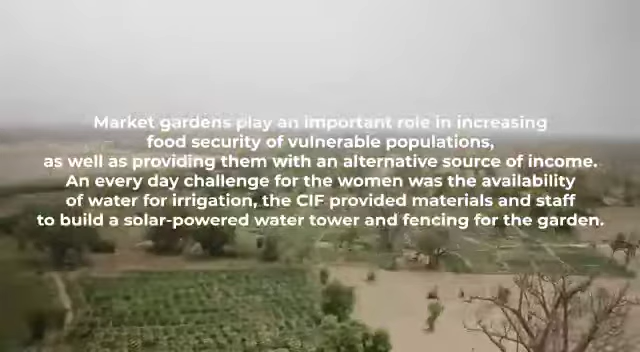 Market gardens play an important role in increasing
food security of vulnerable populations,
as well as providing them with an alternative source of income.
An every day challenge for the women was the availability
of water for irrigation, the CIF provided materials and staff
to build a solar-powered water tower and fencing for the garden.